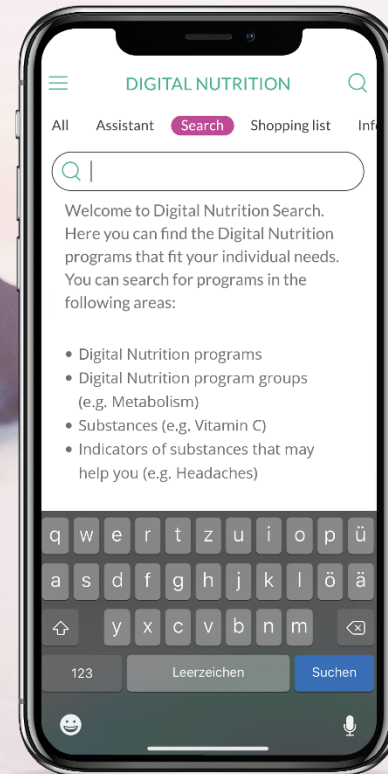 DIGITAL NUTRITION
All Assistant Search Shopping list Inf
Welcome to Digital Nutrition Search.
Here you can find the Digital Nutrition
programs that fit your individual needs.
You can search for programs in the
following areas:
• Digital Nutrition programs
• Digital Nutrition program groups
(e.g. Metabolism)
• Substances (e.g. Vitamin C)
• Indicators of substances that may
help you (e.g. Headaches)
q w e r t z u i o p ü
a s d f g h j k l ö ä
y x c v b n m
123 Leerzeichen Suchen